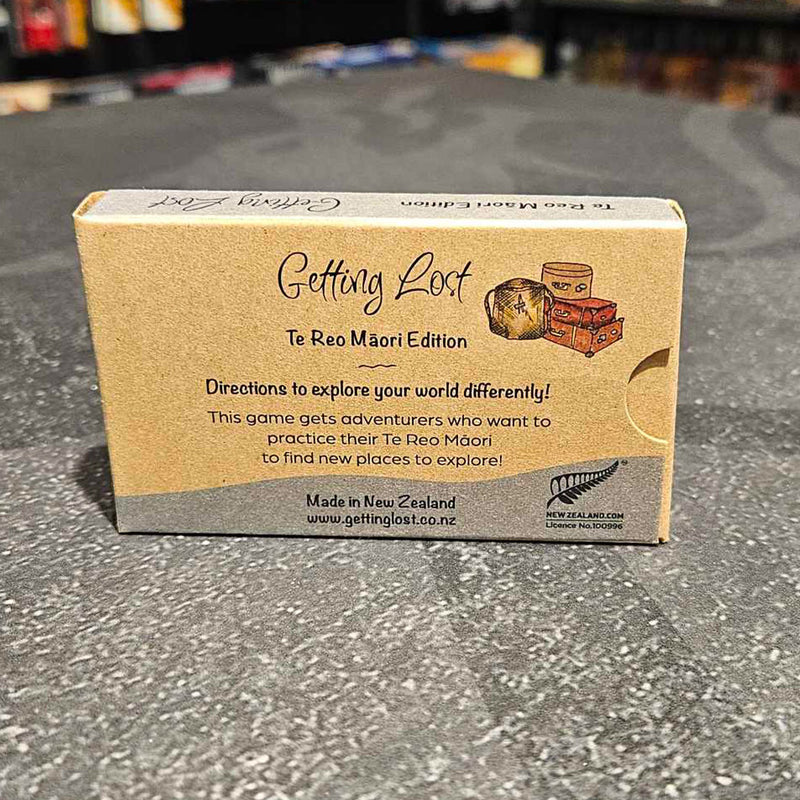 Getting Lost Te Reo Māori Edition
Getting Lost
Te Reo Māori Edition
Directions to explore your world differently!
This game gets adventurers who want to
practice their Te Reo Māori
to find new places to explore!
Made in New Zealand
www.gettinglost.co.nz
TM
NEWZEALAND.COM
Licence No.100996